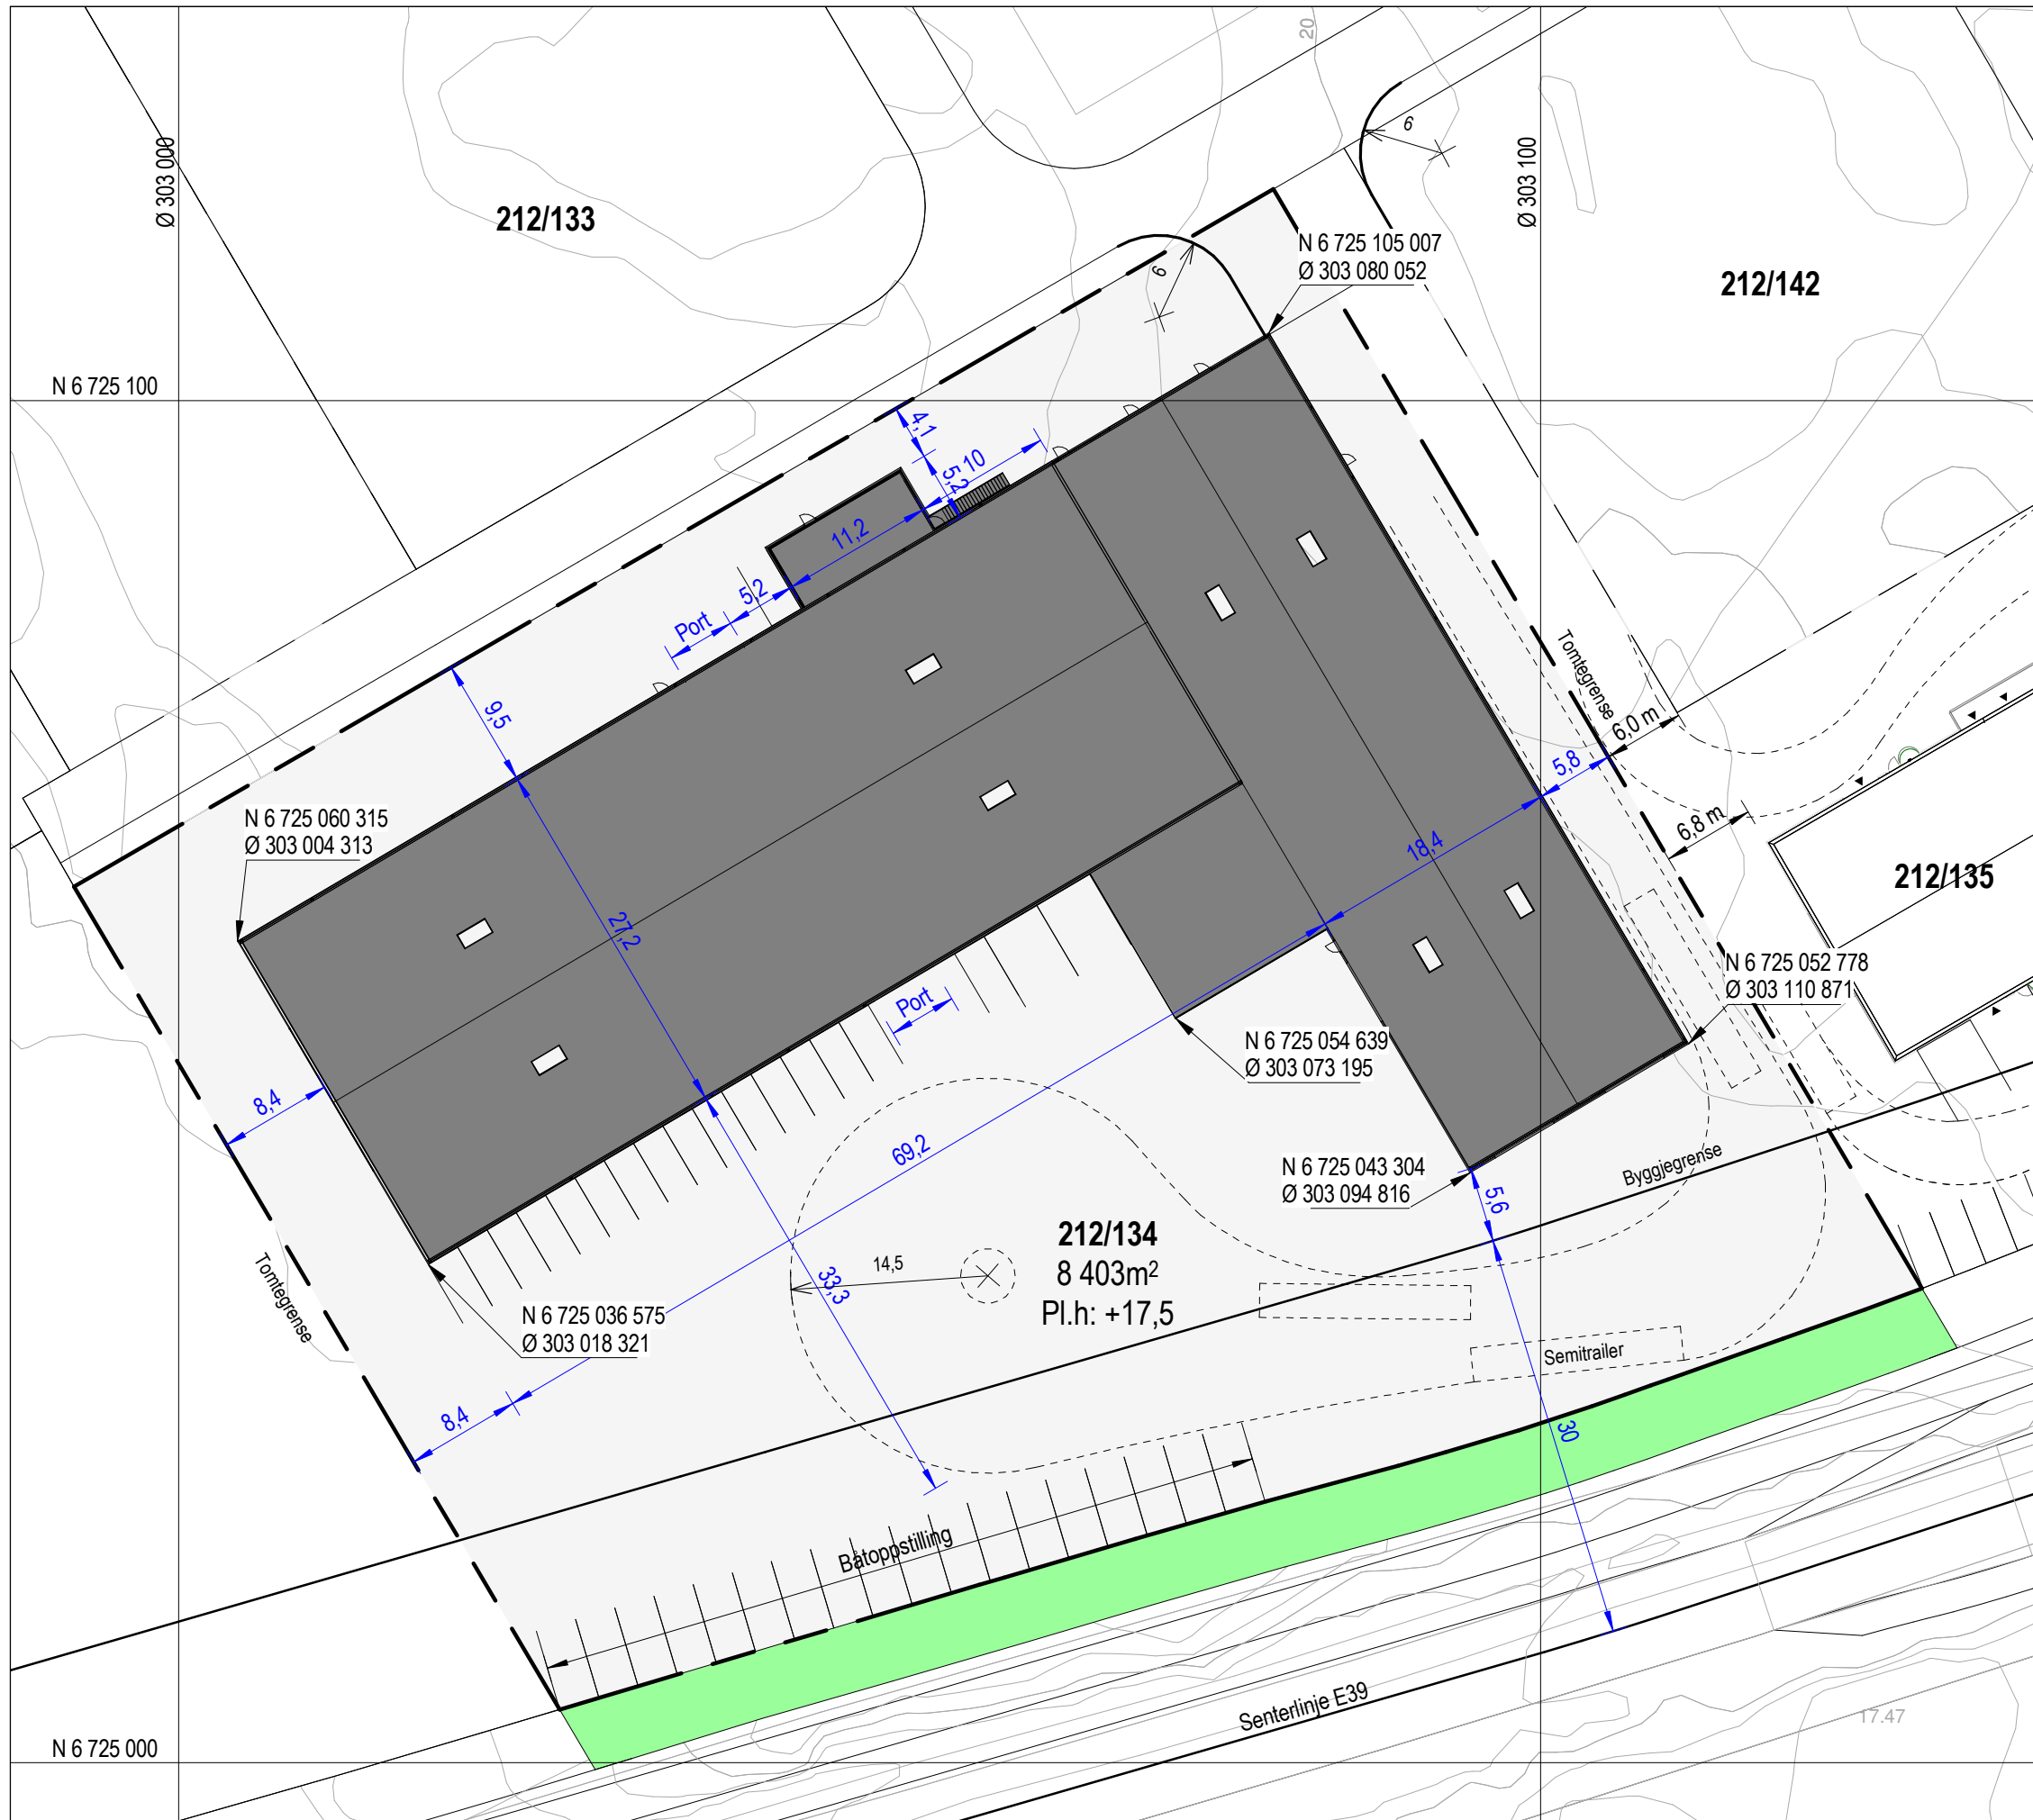 20
Ø 303 000
Ø 303 100
6
212/133
N 6 725 105 007
Ø 303 080 052
6
212/142
N 6 725 100
4,1
10
5,2
11,2
5,2
Port
Tomtegrense
9,5
6,0 m
5,8
N 6 725 060 315
Ø 303 004 313
6,8 m
18,4
212/135
27,2
N 6 725 052 778
Ø 303 110 871
Port
N 6 725 054 639
Ø 303 073 195
8,4
69,2
N 6 725 043 304
Ø 303 094 816
Byggjegrense
5,6
212/134
8 403m²
Pl.h: +17,5
14,5
33,3
Tomtegrense
N 6 725 036 575
Ø 303 018 321
Semitrailer
8,4
30
Båtoppstilling
Senterlinje E39
17.47
N 6 725 000